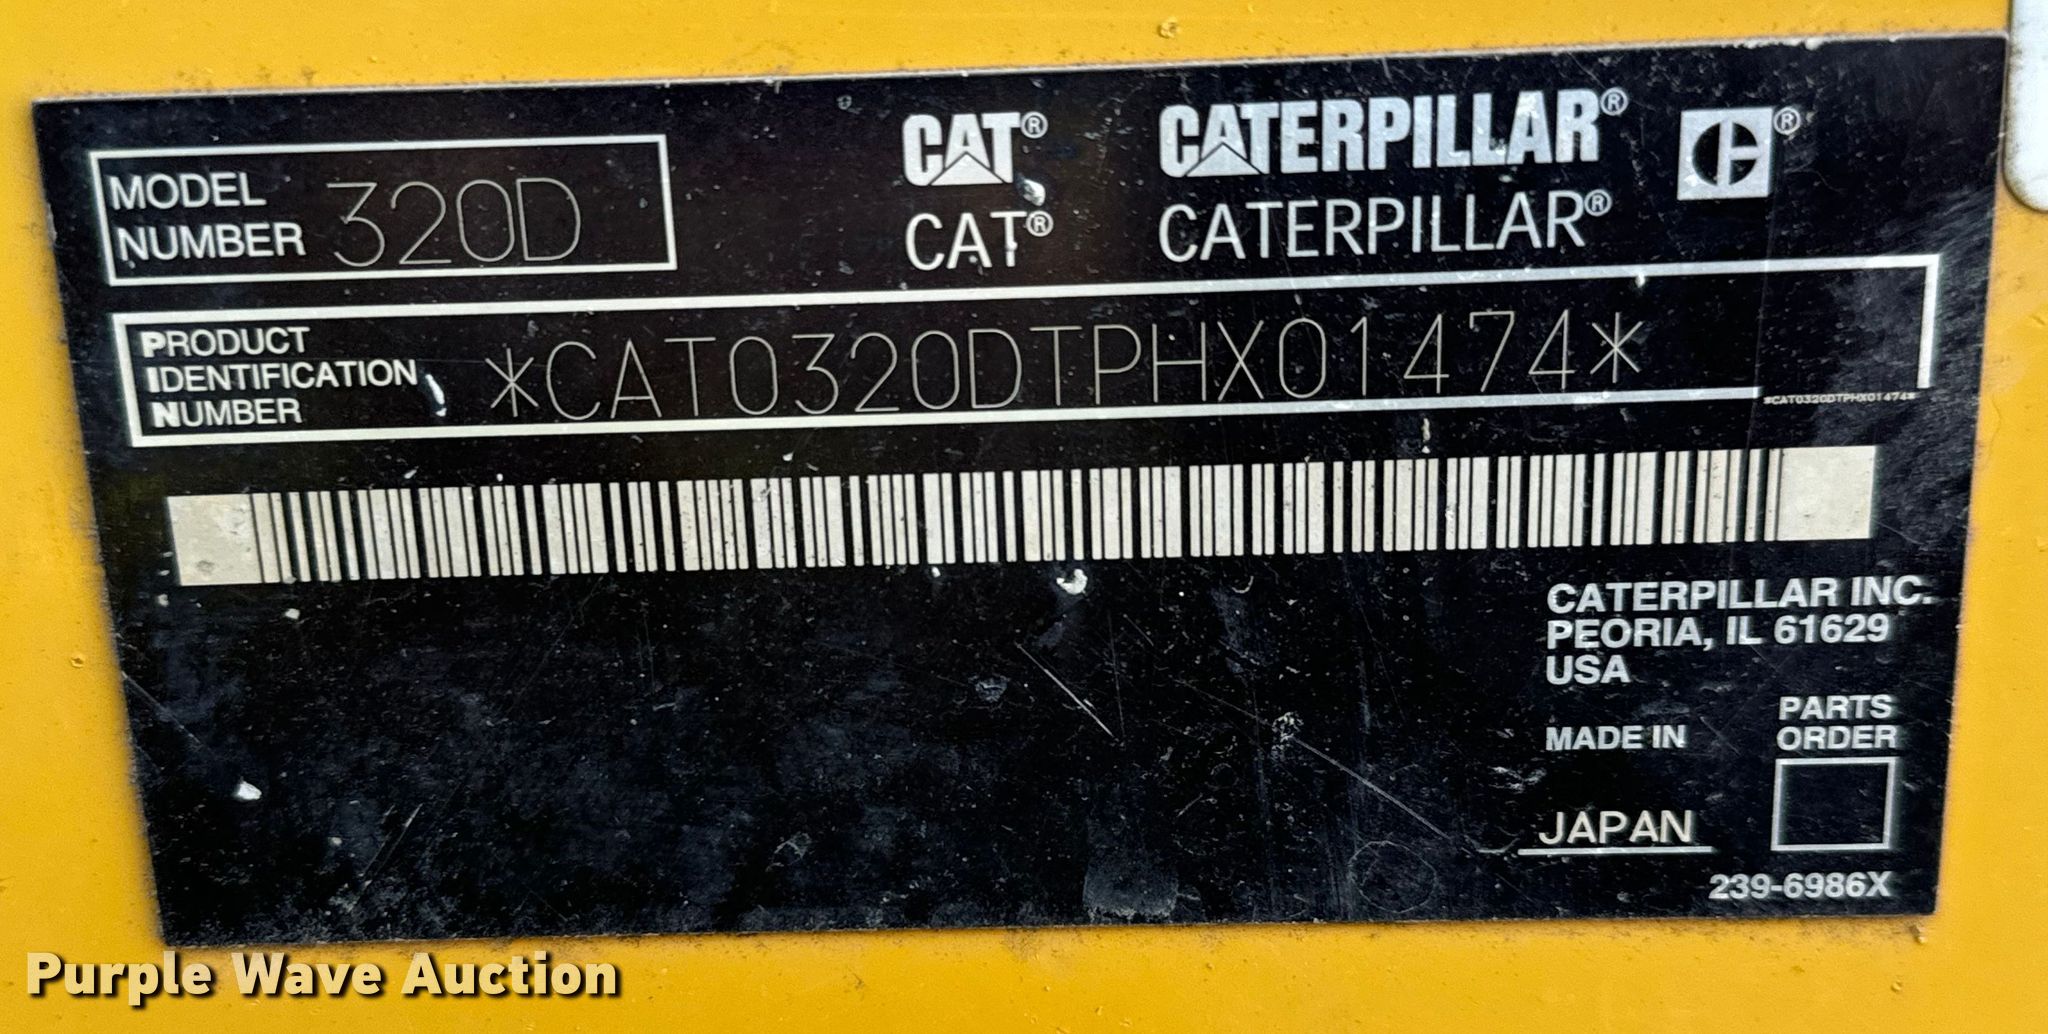 MODEL
NUMBER 320D
CAT® CATERPILLAR® ®
CAT® CATERPILLAR®
PRODUCT
IDENTIFICATION
NUMBER
*CAT0320DTPHX01474*
*CAT0320DTPHX01474*
CATERPILLAR INC.
PEORIA, IL 61629
USA
MADE IN
JAPAN
PARTS
ORDER
239-6986X
Purple Wave Auction